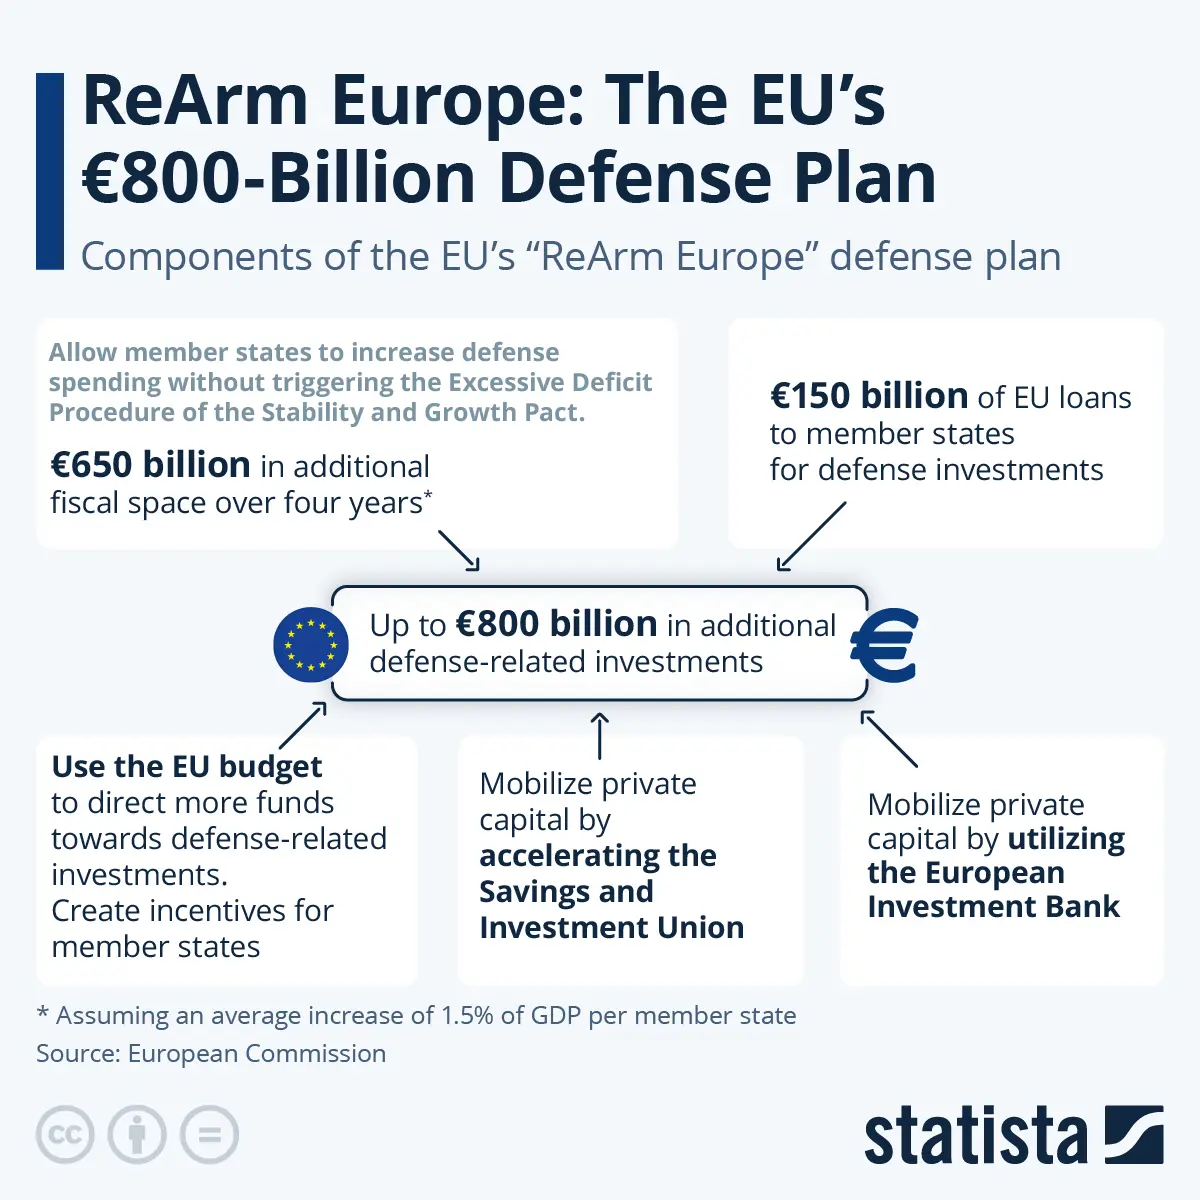 ReArm Europe: The EU’s
€800-Billion Defense Plan
Components of the EU’s “ReArm Europe” defense plan
Allow member states to increase defense
spending without triggering the Excessive Deficit
Procedure of the Stability and Growth Pact.
€650 billion in additional
fiscal space over four years*
€150 billion of EU loans
to member states
for defense investments
Up to €800 billion in additional
defense-related investments
€
Use the EU budget
to direct more funds
towards defense-related
investments.
Create incentives for
member states
Mobilize private
capital by
accelerating the
Savings and
Investment Union
Mobilize private
capital by utilizing
the European
Investment Bank
* Assuming an average increase of 1.5% of GDP per member state
Source: European Commission
cc
statista